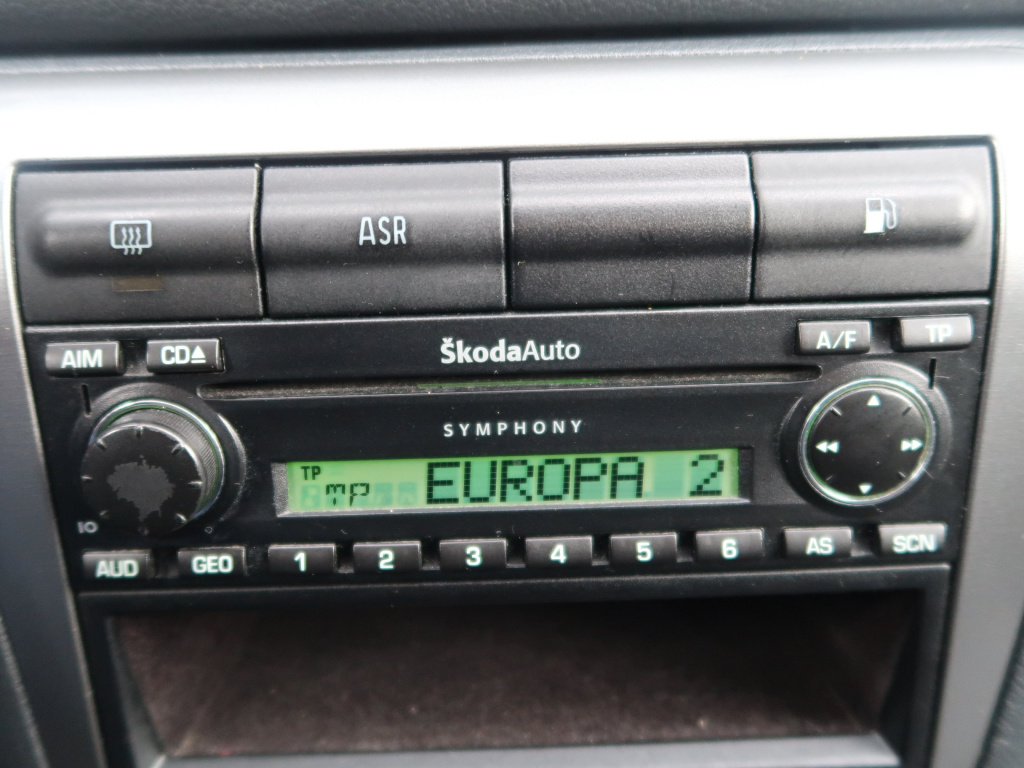 ASR
AIM CD ŠkodaAuto A/F TP
SYMPHONY
TP
mp EUROPA 2
AUD GEO 1 2 3 4 5 6 AS SCN